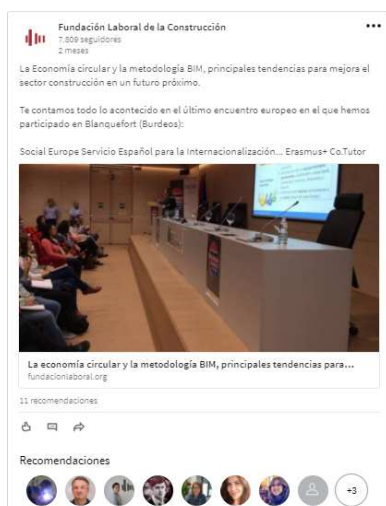 Fundación Laboral de la Construcción
7.809 seguidores
2 meses
La Economía circular y la metodología BIM, principales tendencias para mejora el
sector construcción en un futuro próximo.
Te contamos todo lo acontecido en el último encuentro europeo en el que hemos
participado en Blanquefort (Burdeos):
Social Europe Servicio Español para la Internacionalización... Erasmus+ Co.Tutor
La economía circular y la metodología BIM, principales tendencias para...
fundacionlaboral.org
11 recomendaciones
Recomendaciones
+3